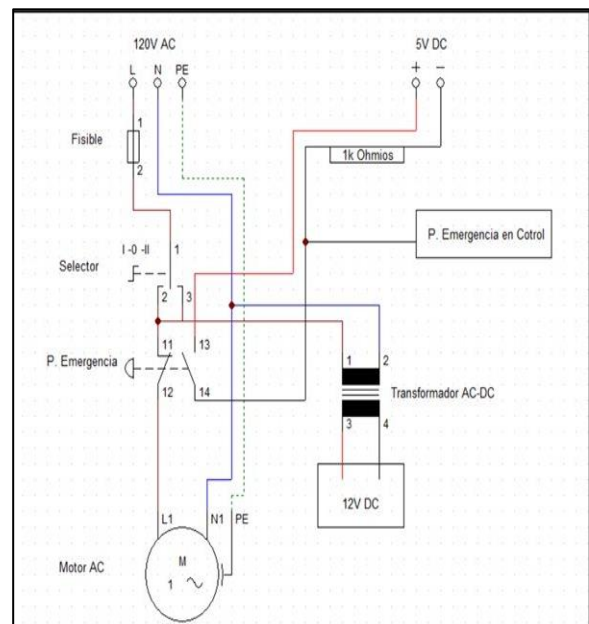 120V AC
5V DC
L N PE
+ −
1
Fisible
2
1k Ohmios
P. Emergencia en Cotrol
I -0 -II
1
Selector
2 3
11 13
P. Emergencia
12 14
1 2
Transformador AC-DC
3 4
12V DC
L1 N1 PE
Motor AC
M
1 ~